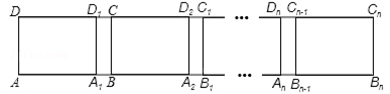 D D₁ C D₂ C₁ ••• Dₙ Cₙ₋₁ Cₙ
A A₁ B A₂ B₁ ••• Aₙ Bₙ₋₁ Bₙ